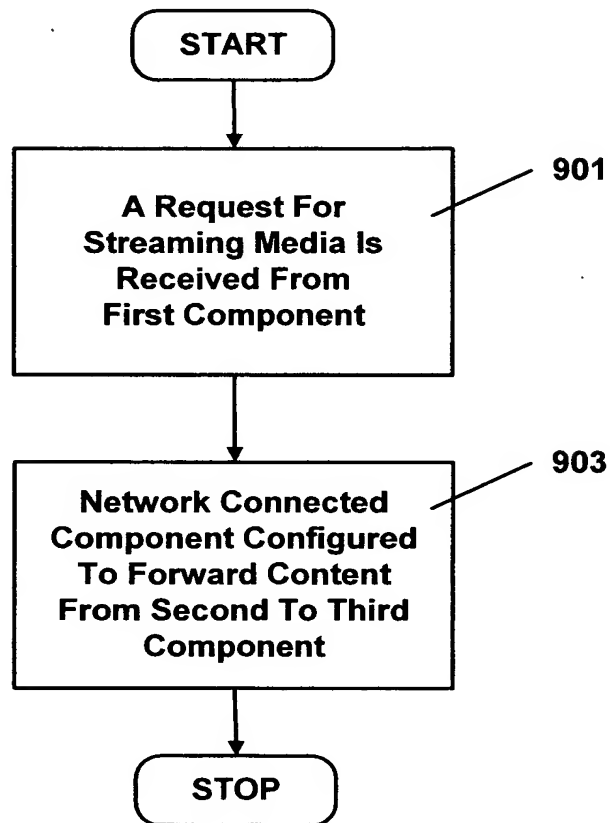 START
901
A Request For
Streaming Media Is
Received From
First Component
903
Network Connected
Component Configured
To Forward Content
From Second To Third
Component
STOP